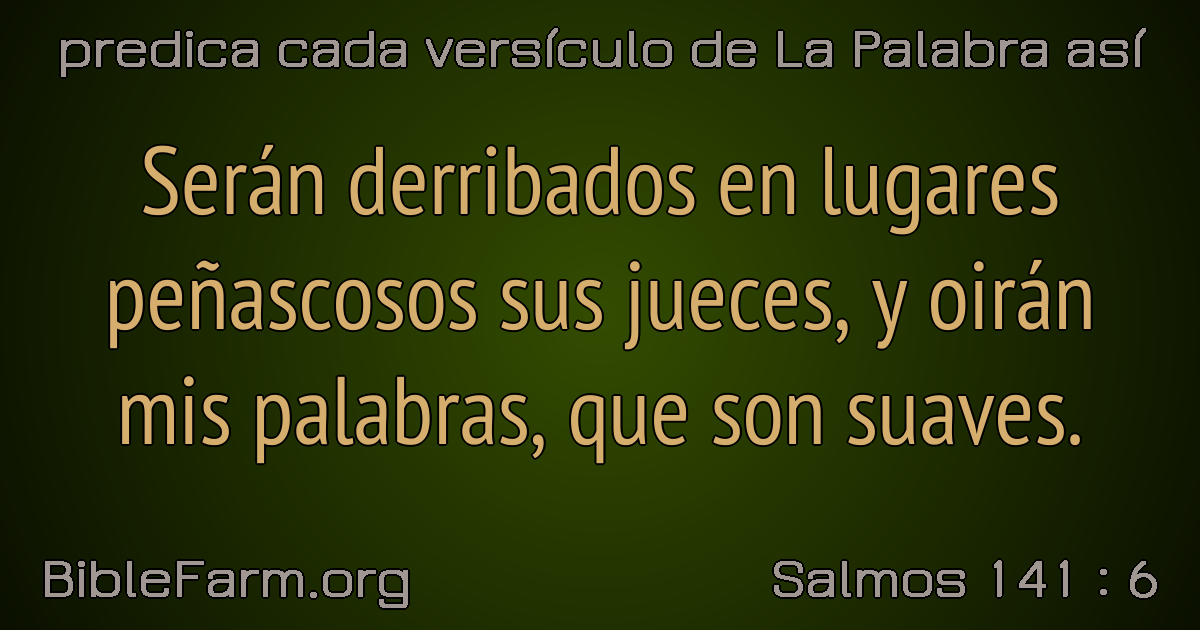 predica cada versículo de La Palabra así
Serán derribados en lugares
peñascosos sus jueces, y oirán
mis palabras, que son suaves.
BibleFarm.org
Salmos 141 : 6